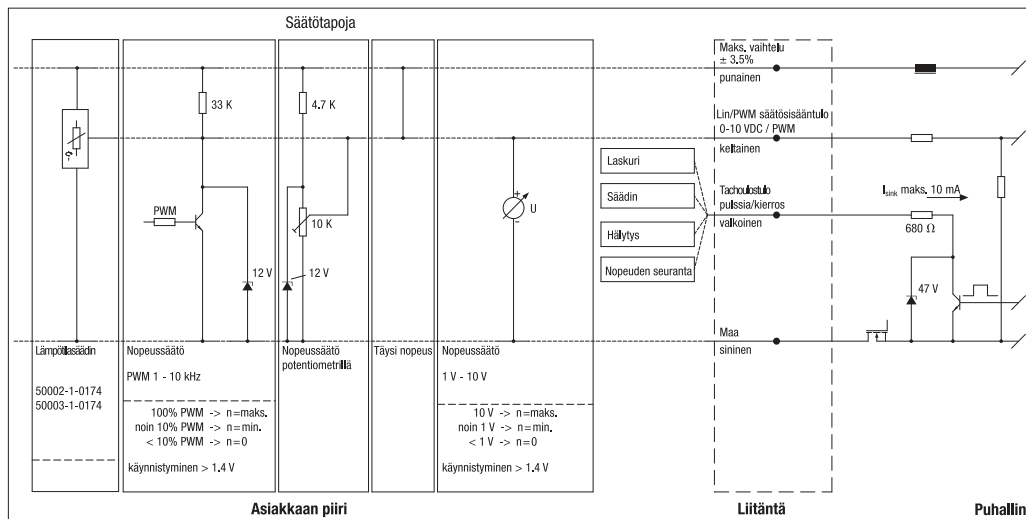 Säätötapoja
33 K
PWM
12 V
4.7 K
10 K
12 V
+
U
-
Lämpötilasäädin
50002-1-0174
50003-1-0174
Nopeussäätö
PWM 1 - 10 kHz
100% PWM -> n=maks.
noin 10% PWM -> n=min.
< 10% PWM -> n=0
käynnistyminen > 1.4 V
Nopeussäätö
potentiometrillä
Täysi nopeus
Nopeussäätö
1 V - 10 V
10 V -> n=maks.
noin 1 V -> n=min.
< 1 V -> n=0
käynnistyminen > 1.4 V
Laskuri
Säädin
Hälytys
Nopeuden seuranta
Maks. vaihtelu
± 3.5%
punainen
Lin/PWM säätösisääntulo
0-10 VDC / PWM
keltainen
Tachoulostulo
pulssia/kierros
valkoinen
Maa
sininen
Isink maks. 10 mA
680 Ω
47 V
Asiakkaan piiri
Liitäntä
Puhallin